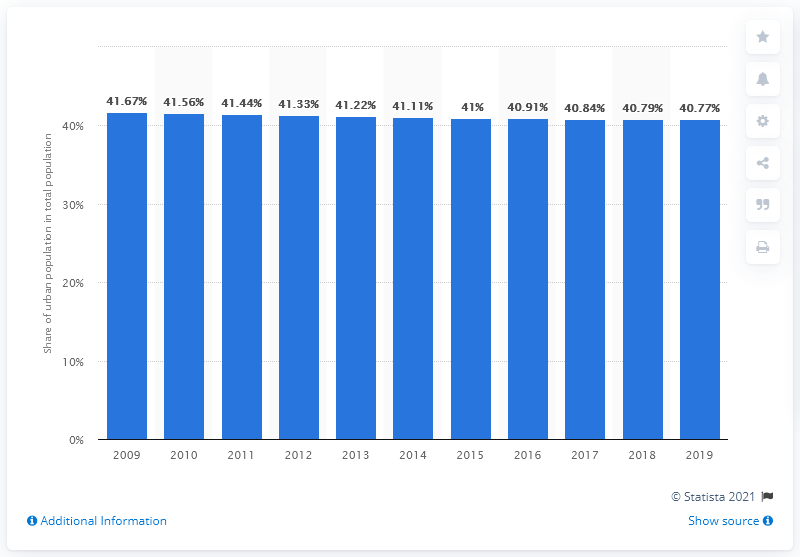 41.67% 41.56% 41.44% 41.33% 41.22% 41.11% 41% 40.91% 40.84% 40.79% 40.77%
Share of urban population in total population
40%
30%
20%
10%
0%
2009 2010 2011 2012 2013 2014 2015 2016 2017 2018 2019
© Statista 2021
Additional Information
Show source